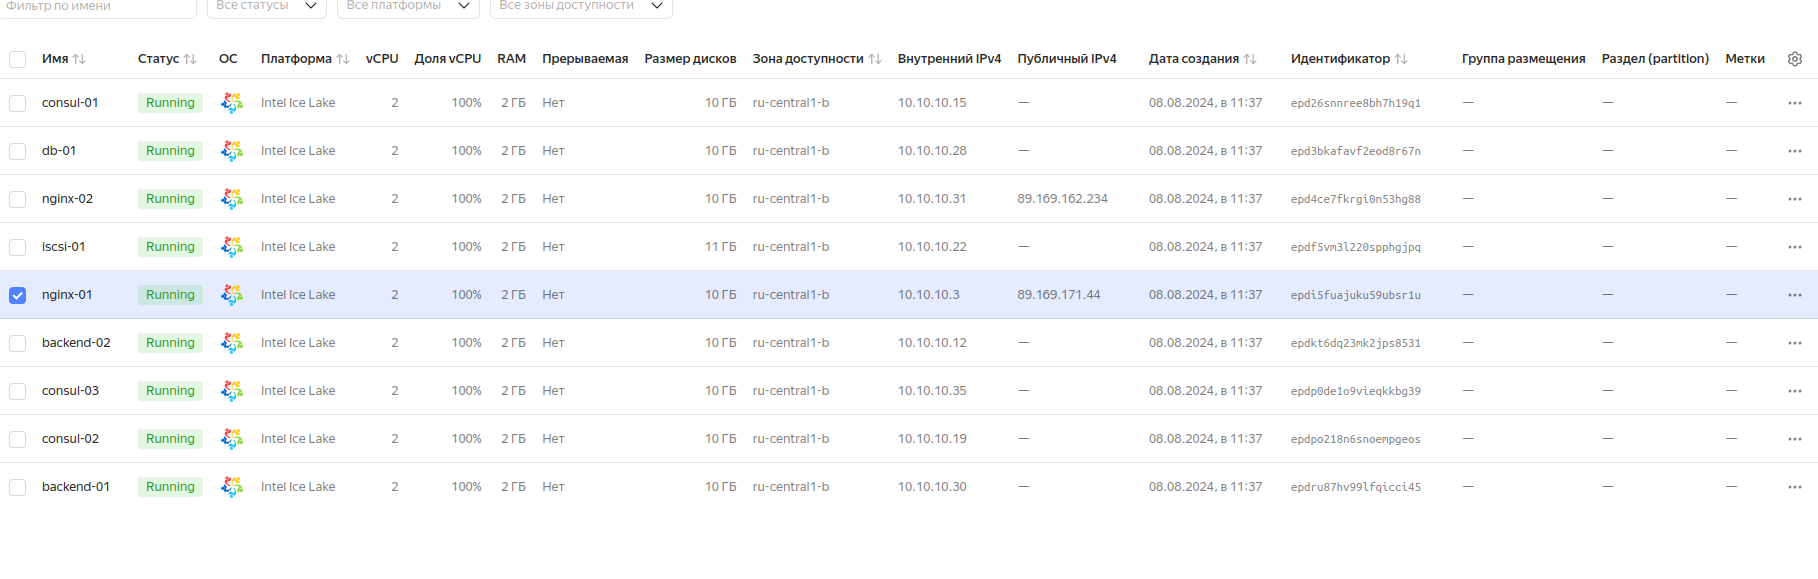 Фильтр по имени Все статусы Все платформы Все зоны доступности
Имя Статус ОС Платформа vCPU Доля vCPU RAM Прерываемая Размер дисков Зона доступности Внутренний IPv4 Публичный IPv4 Дата создания Идентификатор Группа размещения Раздел (partition) Метки
consul-01 Running Intel Ice Lake 2 100% 2 ГБ Нет 10 ГБ ru-central1-b 10.10.10.15 — 08.08.2024, в 11:37 epd26snnree8bh7h19q1 — — —
db-01 Running Intel Ice Lake 2 100% 2 ГБ Нет 10 ГБ ru-central1-b 10.10.10.28 — 08.08.2024, в 11:37 epd3bkafavf2eod8r67n — — —
nginx-02 Running Intel Ice Lake 2 100% 2 ГБ Нет 10 ГБ ru-central1-b 10.10.10.31 89.169.162.234 08.08.2024, в 11:37 epd4ce7fkrgi0n53hg88 — — —
iscsi-01 Running Intel Ice Lake 2 100% 2 ГБ Нет 11 ГБ ru-central1-b 10.10.10.22 — 08.08.2024, в 11:37 epdf5vm3l220spphgjpq — — —
nginx-01 Running Intel Ice Lake 2 100% 2 ГБ Нет 10 ГБ ru-central1-b 10.10.10.3 89.169.171.44 08.08.2024, в 11:37 epdi5fuajuku59ubsr1u — — —
backend-02 Running Intel Ice Lake 2 100% 2 ГБ Нет 10 ГБ ru-central1-b 10.10.10.12 — 08.08.2024, в 11:37 epdkt6dq23mk2jps8531 — — —
consul-03 Running Intel Ice Lake 2 100% 2 ГБ Нет 10 ГБ ru-central1-b 10.10.10.35 — 08.08.2024, в 11:37 epdp0de1o9vieqkkbg39 — — —
consul-02 Running Intel Ice Lake 2 100% 2 ГБ Нет 10 ГБ ru-central1-b 10.10.10.19 — 08.08.2024, в 11:37 epdpo218n6snoempgeos — — —
backend-01 Running Intel Ice Lake 2 100% 2 ГБ Нет 10 ГБ ru-central1-b 10.10.10.30 — 08.08.2024, в 11:37 epdru87hv99lfqicci45 — — —